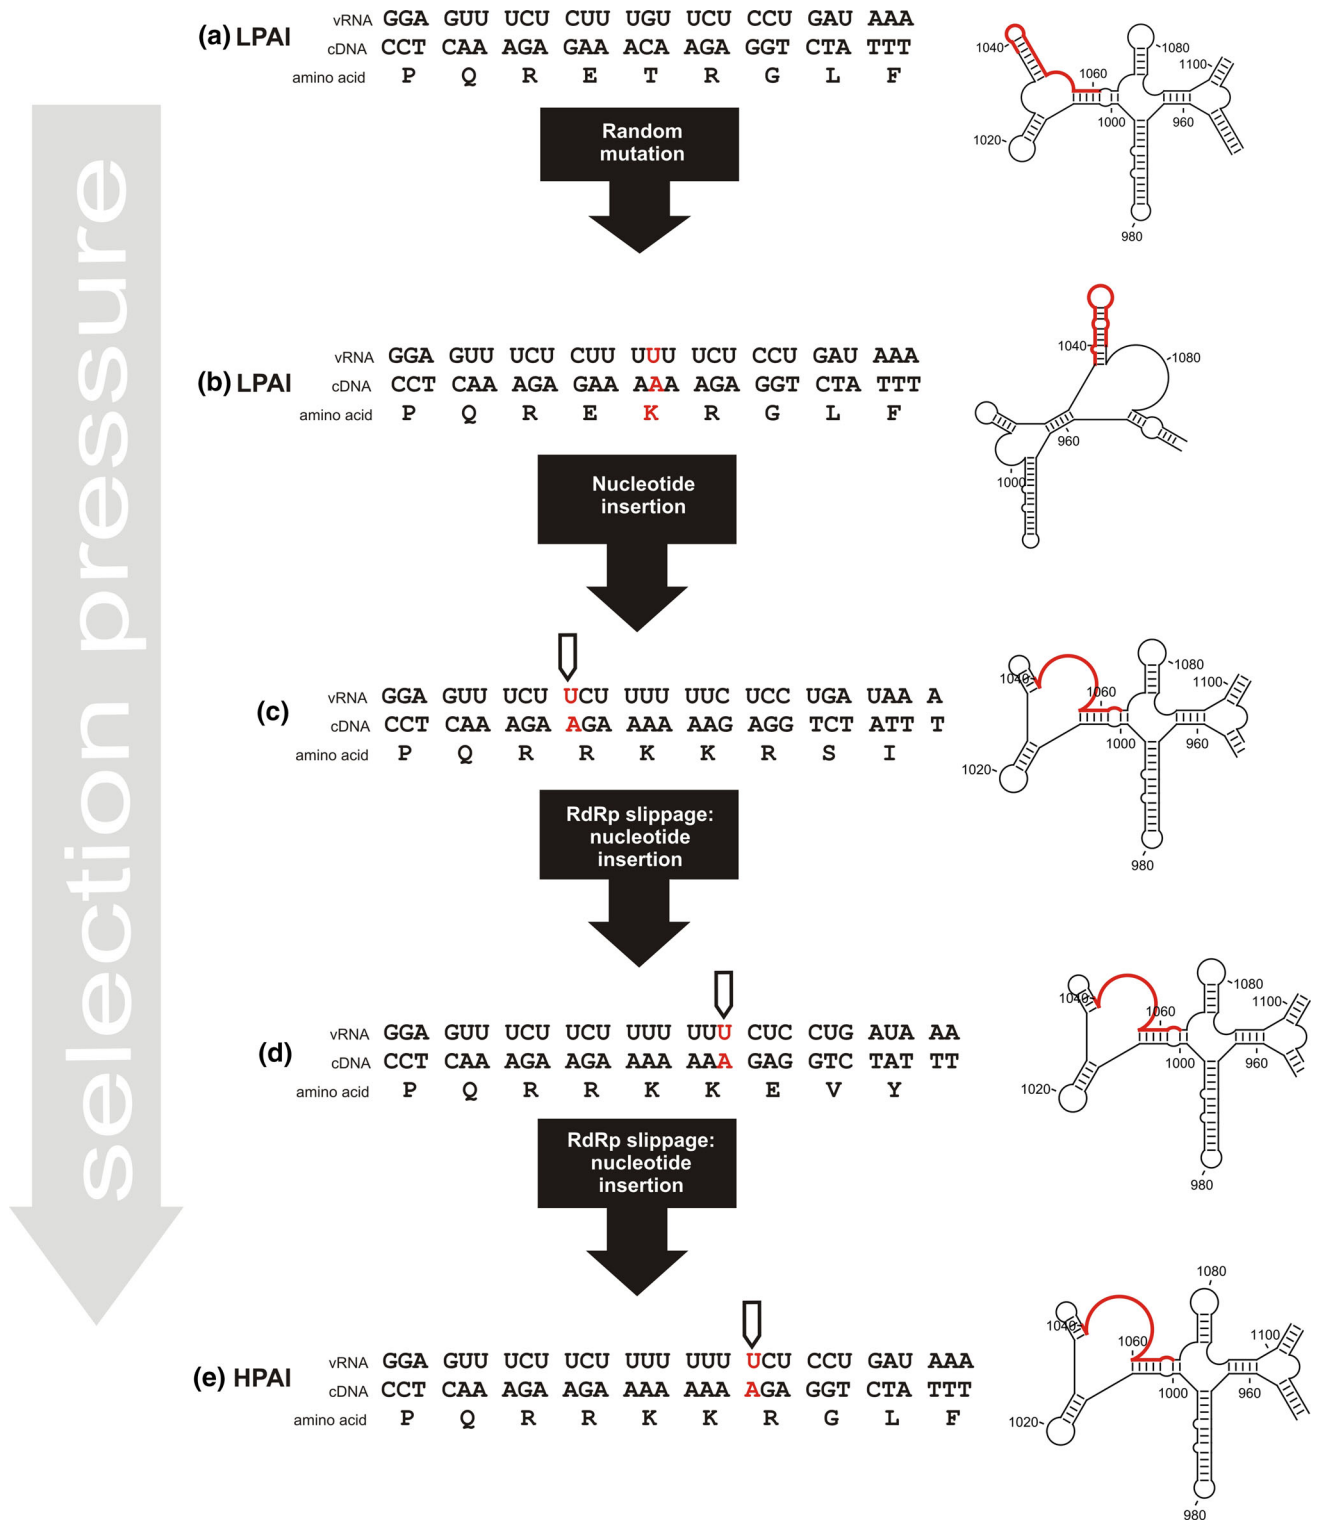 selection pressure
(a) LPAI
vRNA GGA GUU UCU CUU UGU UCU CCU GAU AAA
cDNA CCT CAA AGA GAA ACA AGA GGT CTA TTT
amino acid P Q R E T R G L F
1040
1060
1080
1100
1020
1000
960
980
Random
mutation
(b) LPAI
vRNA GGA GUU UCU CUU UUU UCU CCU GAU AAA
cDNA CCT CAA AGA GAA AAA AGA GGT CTA TTT
amino acid P Q R E K R G L F
1040
1080
960
1000
Nucleotide
insertion
(c)
vRNA GGA GUU UCU UCU UUU UUC UCC UGA UAA A
cDNA CCT CAA AGA AGA AAA AAG AGG TCT ATT T
amino acid P Q R R K K R S I
1040
1060
1080
1100
1020
1000
960
980
RdRp slippage:
nucleotide
insertion
(d)
vRNA GGA GUU UCU UCU UUU UUU CUC CUG AUA AA
cDNA CCT CAA AGA AGA AAA AAA GAG GTC TAT TT
amino acid P Q R R K K E V Y
1040
1060
1080
1100
1020
1000
960
980
RdRp slippage:
nucleotide
insertion
(e) HPAI
vRNA GGA GUU UCU UCU UUU UUU UCU CCU GAU AAA
cDNA CCT CAA AGA AGA AAA AAA AGA GGT CTA TTT
amino acid P Q R R K K R G L F
1040
1060
1080
1100
1020
1000
960
980